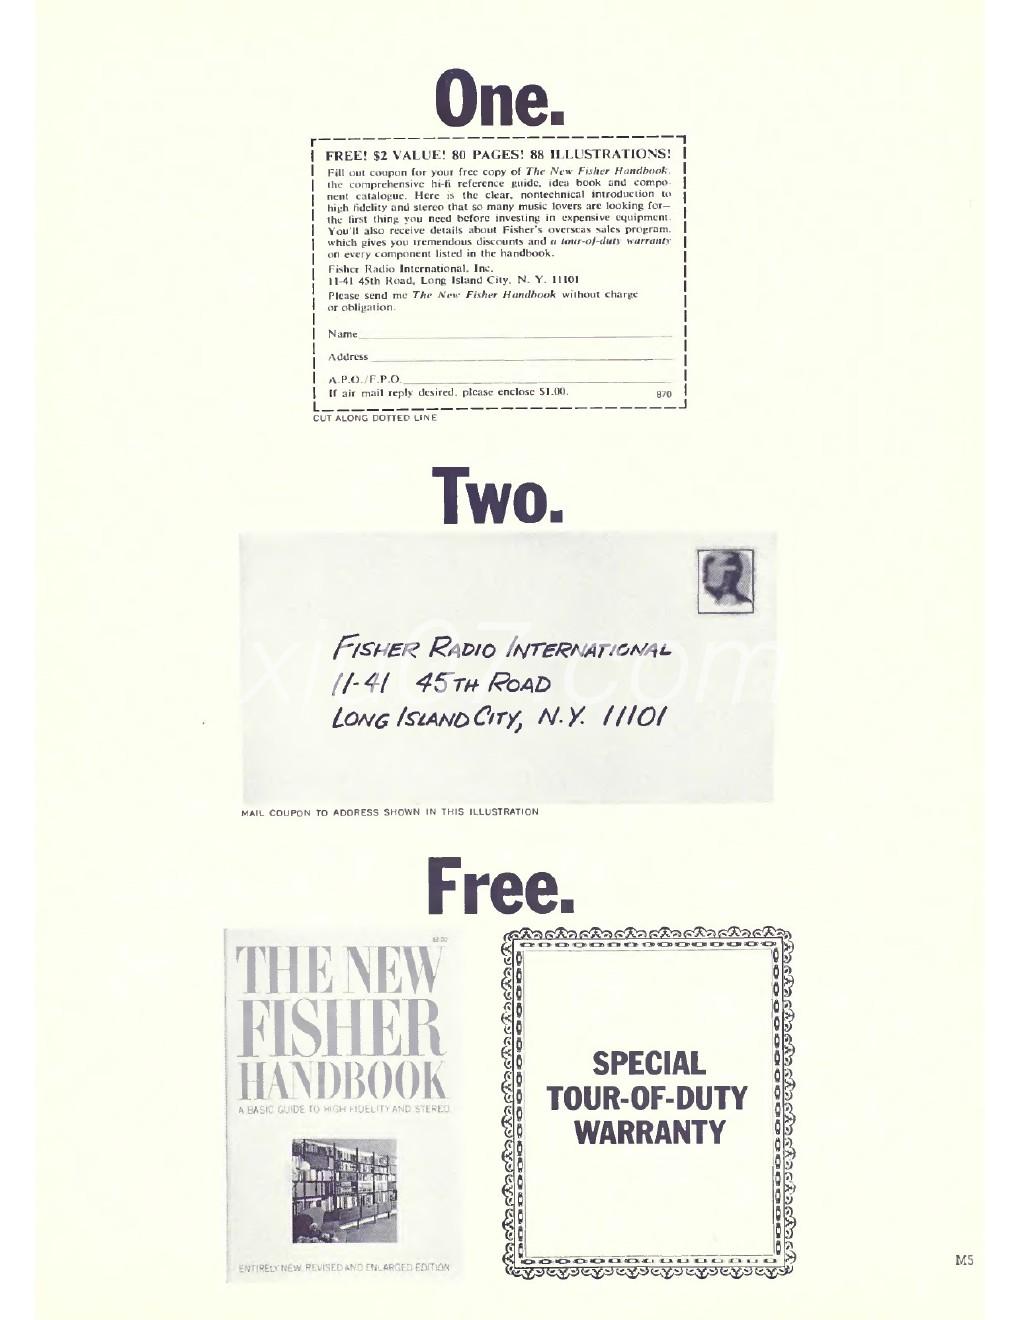 One.
FREE! $2 VALUE! 80 PAGES! 88 ILLUSTRATIONS!
Fill out coupon for your free copy of The New Fisher Handbook,
the comprehensive hi-fi reference guide, idea book and compo-
nent catalogue. Here is the clear, nontechnical introduction to
high fidelity and stereo that so many music lovers are looking for—
the first thing you need before investing in expensive equipment.
You'll also receive details about Fisher's overseas sales program,
which gives you tremendous discounts and a tour-of-duty warranty
on every component listed in the handbook.
Fisher Radio International, Inc.
11-41 45th Road, Long Island City, N. Y. 11101
Please send me The New Fisher Handbook without charge
or obligation.
Name
Address
A.P.O./F.P.O.
If air mail reply desired, please enclose $1.00. 870
CUT ALONG DOTTED LINE
Two.
FISHER RADIO INTERNATIONAL
11-41 45TH ROAD
LONG ISLAND CITY, N.Y. 11101
MAIL COUPON TO ADDRESS SHOWN IN THIS ILLUSTRATION
Free.
$2.00
THE NEW
FISHER
HANDBOOK
A BASIC GUIDE TO HIGH FIDELITY AND STEREO
ENTIRELY NEW, REVISED AND ENLARGED EDITION
SPECIAL
TOUR-OF-DUTY
WARRANTY
M5